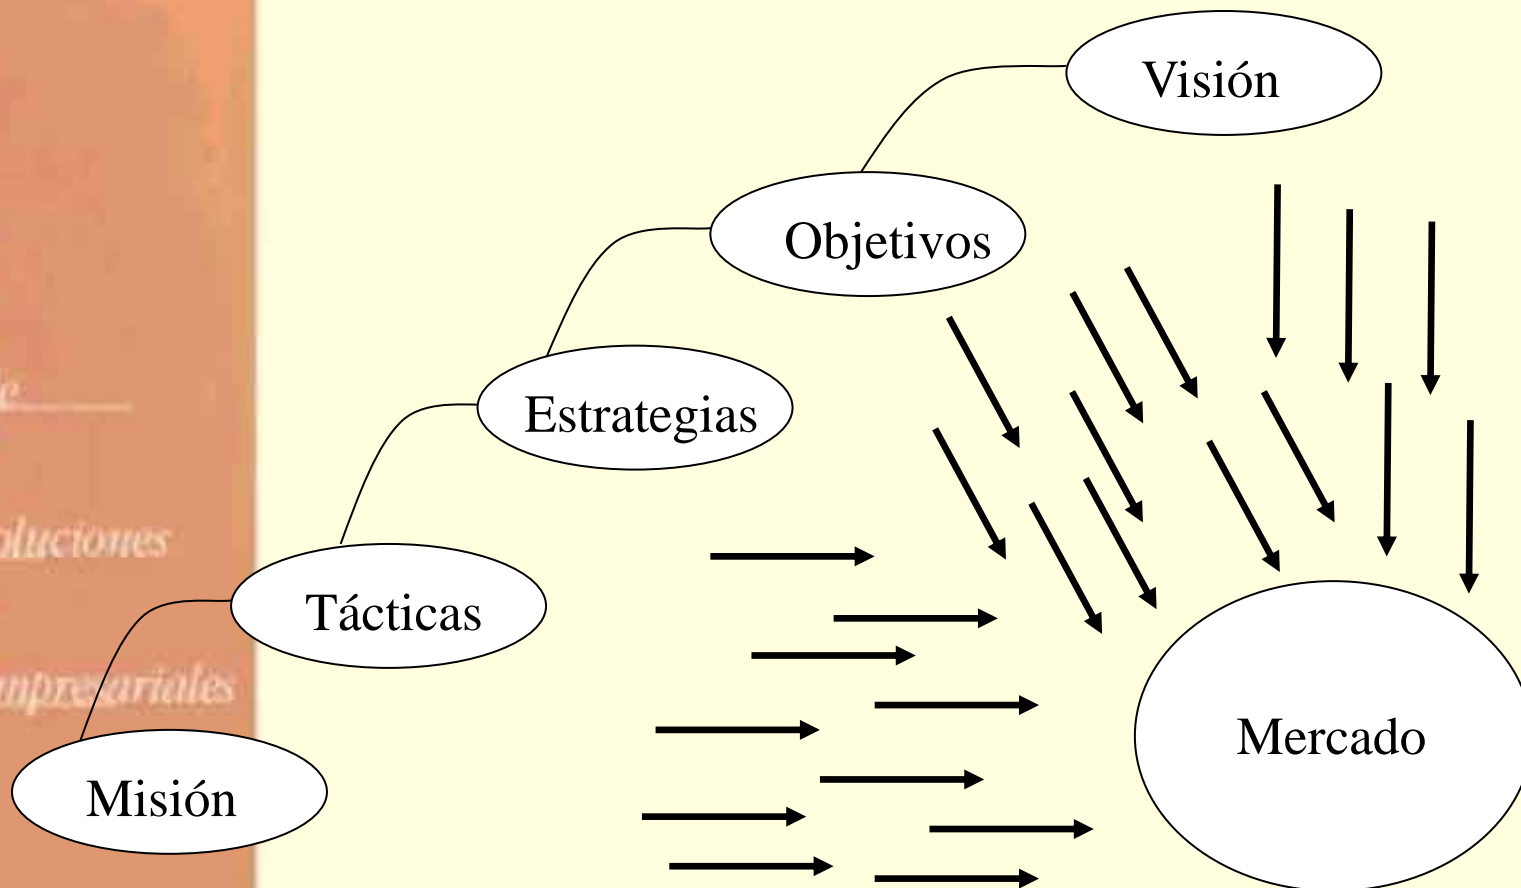 Visión
Objetivos
Estrategias
Tácticas
Misión
Mercado